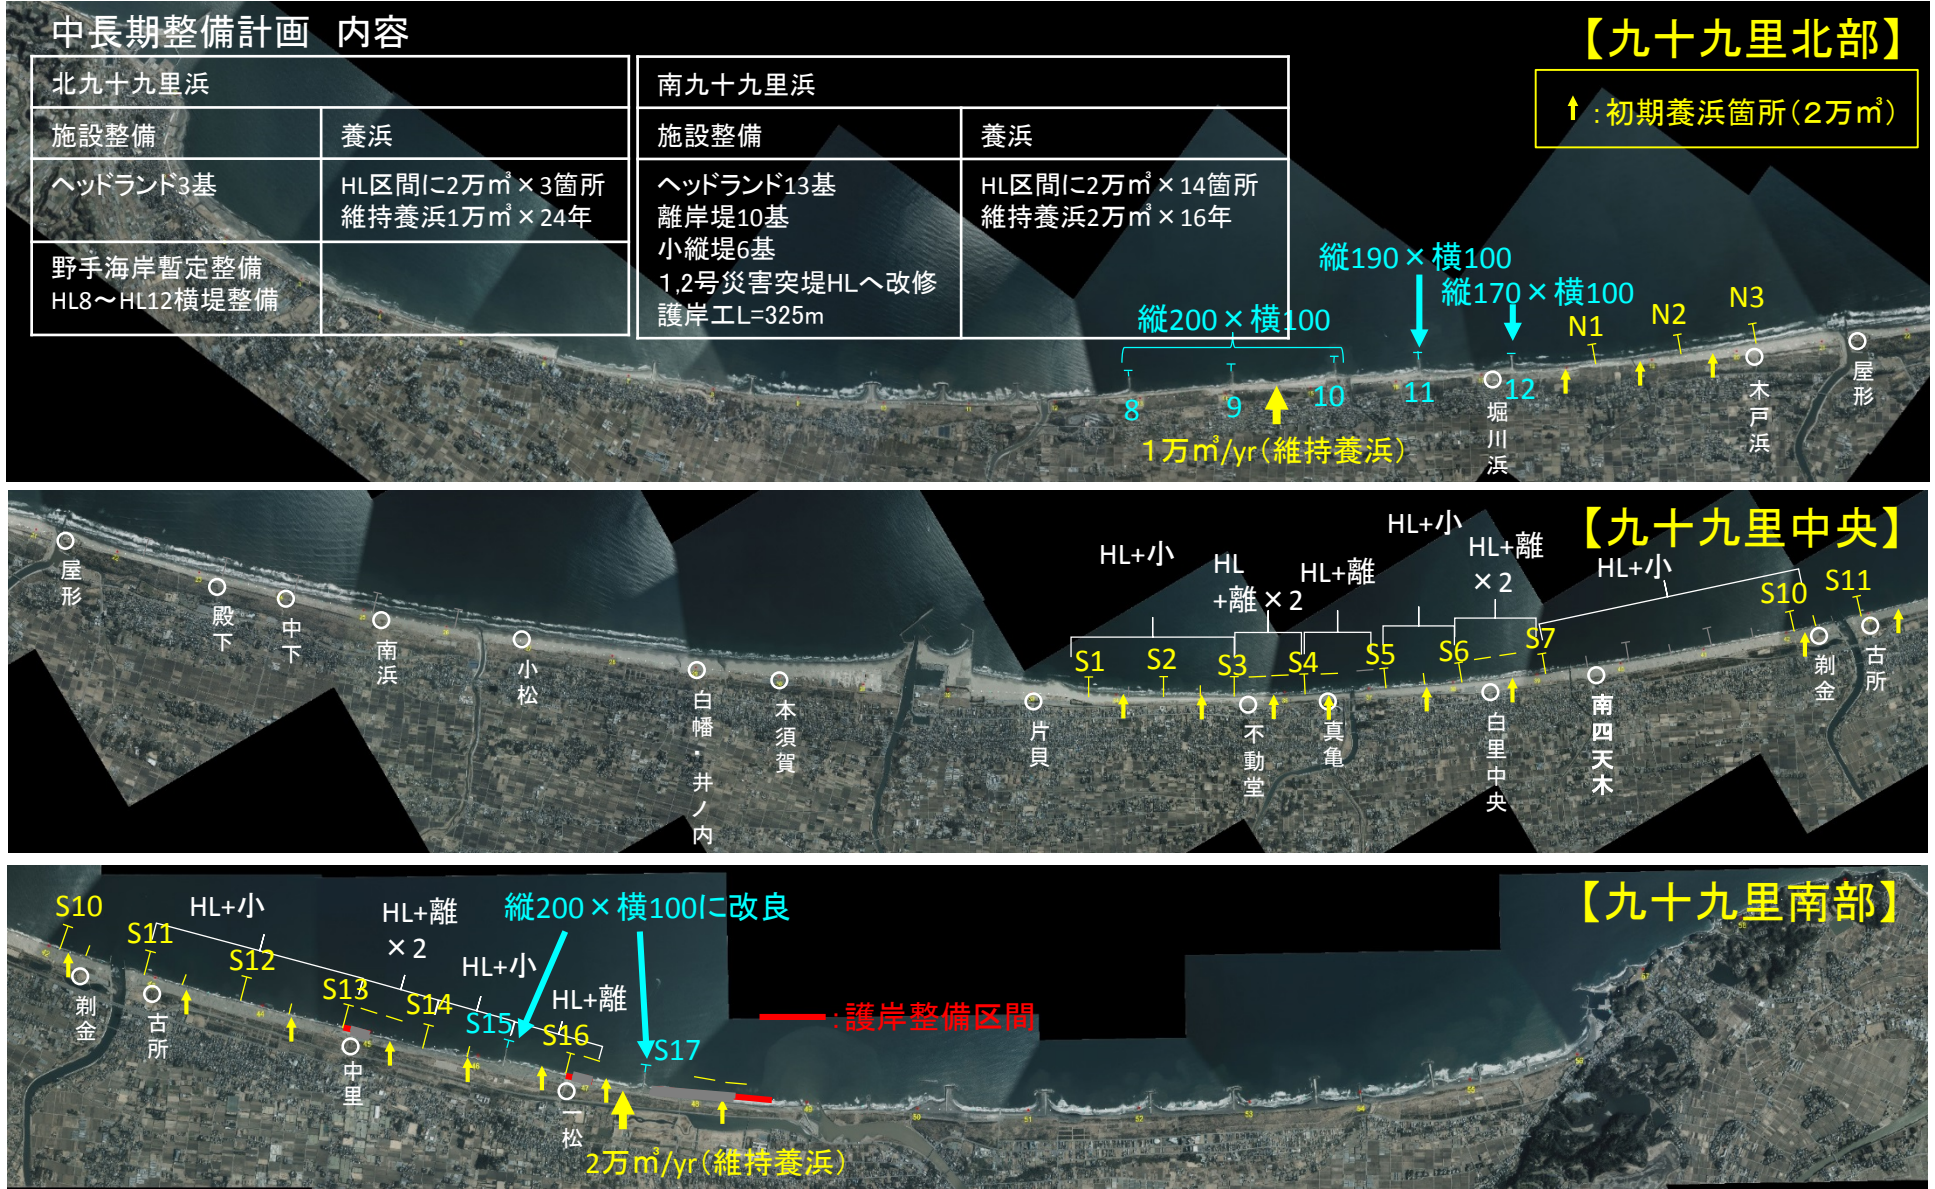 中長期整備計画　内容
北九十九里浜
施設整備
養浜
ヘッドランド3基
HL区間に2万㎥×3箇所
維持養浜1万㎥×24年
野手海岸暫定整備
HL8～HL12横堤整備
南九十九里浜
施設整備
養浜
ヘッドランド13基
離岸堤10基
小縦堤6基
1,2号災害突堤HLへ改修
護岸工L=325m
HL区間に2万㎥×14箇所
維持養浜2万㎥×16年
【九十九里北部】
:初期養浜箇所(2万㎥)
縦190×横100
縦170×横100
縦200×横100
N1
N2
N3
8
9
10
11
12
堀川浜
木戸浜
屋形
1万㎥/yr(維持養浜)
【九十九里中央】
屋形
殿下
中下
南浜
小松
白幡・井ノ内
本須賀
片貝
不動堂
真亀
白里中央
南四天木
剃金
古所
HL+小
HL
+離×2
HL+離
HL+小
HL+離
×2
HL+小
S1
S2
S3
S4
S5
S6
S7
S10
S11
【九十九里南部】
S10
S11
S12
S13
S14
S15
S16
S17
HL+小
HL+離
×2
HL+小
HL+離
縦200×横100に改良
:護岸整備区間
剃金
古所
中里
一松
2万㎥/yr(維持養浜)